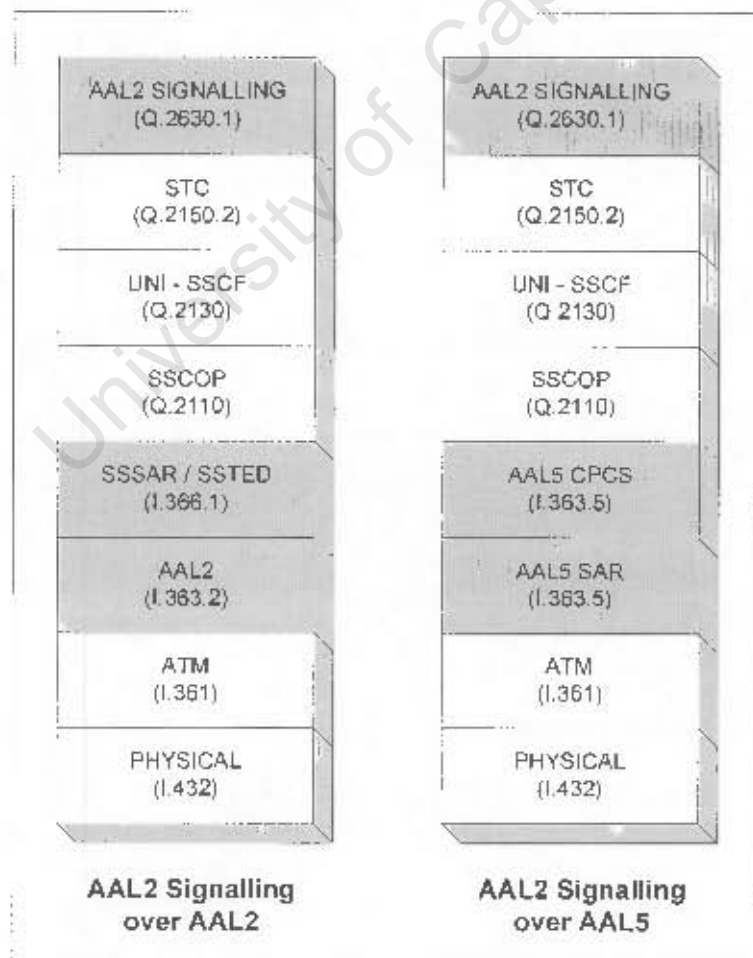 AAL2 SIGNALLING
(Q.2630.1)
STC
(Q.2150.2)
UNI - SSCF
(Q.2130)
SSCOP
(Q.2110)
SSSAR / SSTED
(I.366.1)
AAL2
(I.363.2)
ATM
(I.361)
PHYSICAL
(I.432)
AAL2 Signalling
over AAL2
AAL2 SIGNALLING
(Q.2630.1)
STC
(Q.2150.2)
UNI - SSCF
(Q 2130)
SSCOP
(Q.2110)
AAL5 CPCS
(I.363.5)
AAL5 SAR
(I.363.5)
ATM
(I.361)
PHYSICAL
(I.432)
AAL2 Signalling
over AAL5
University of